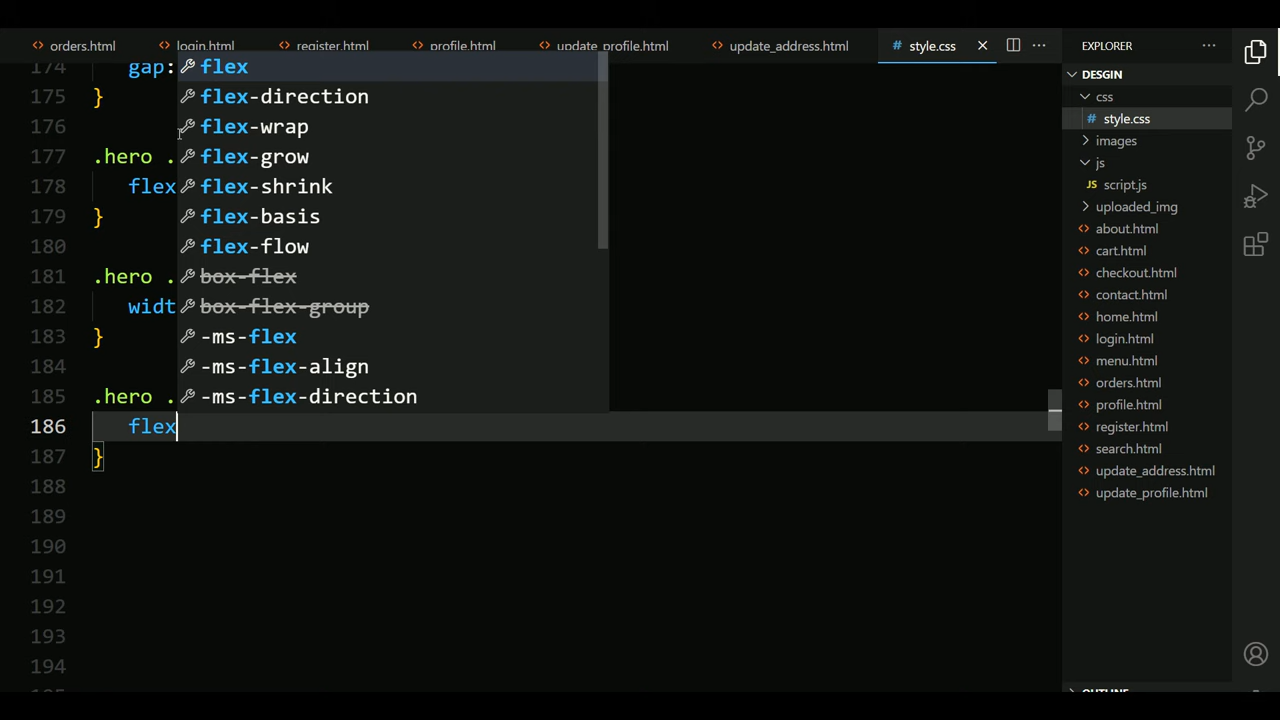 orders.html login.html register.html profile.html update_profile.html update_address.html # style.css
EXPLORER
174 gap:
175 }
176
177 .hero .
178 flex
179 }
180
181 .hero .
182 widt
183 }
184
185 .hero .
186 flex
187 }
188
189
190
191
192
193
194
flex
flex-direction
flex-wrap
flex-grow
flex-shrink
flex-basis
flex-flow
box-flex
box-flex-group
-ms-flex
-ms-flex-align
-ms-flex-direction
DESGIN
css
style.css
images
js
JS script.js
uploaded_img
about.html
cart.html
checkout.html
contact.html
home.html
login.html
menu.html
orders.html
profile.html
register.html
search.html
update_address.html
update_profile.html
OUTLINE